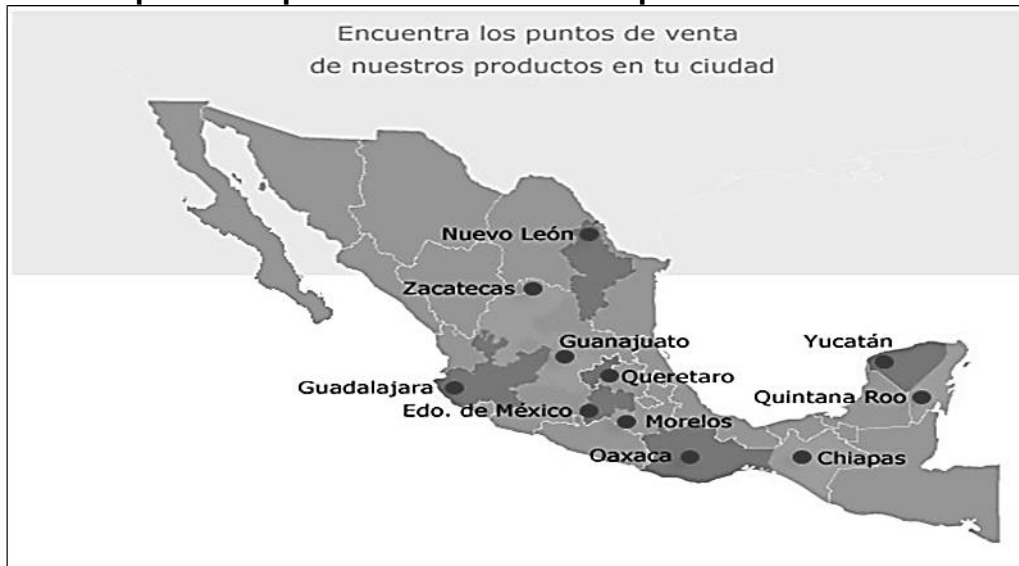 Encuentra los puntos de venta
de nuestros productos en tu ciudad
Nuevo León
Zacatecas
Guanajuato
Yucatán
Queretaro
Guadalajara
Quintana Roo
Edo. de México
Morelos
Oaxaca
Chiapas